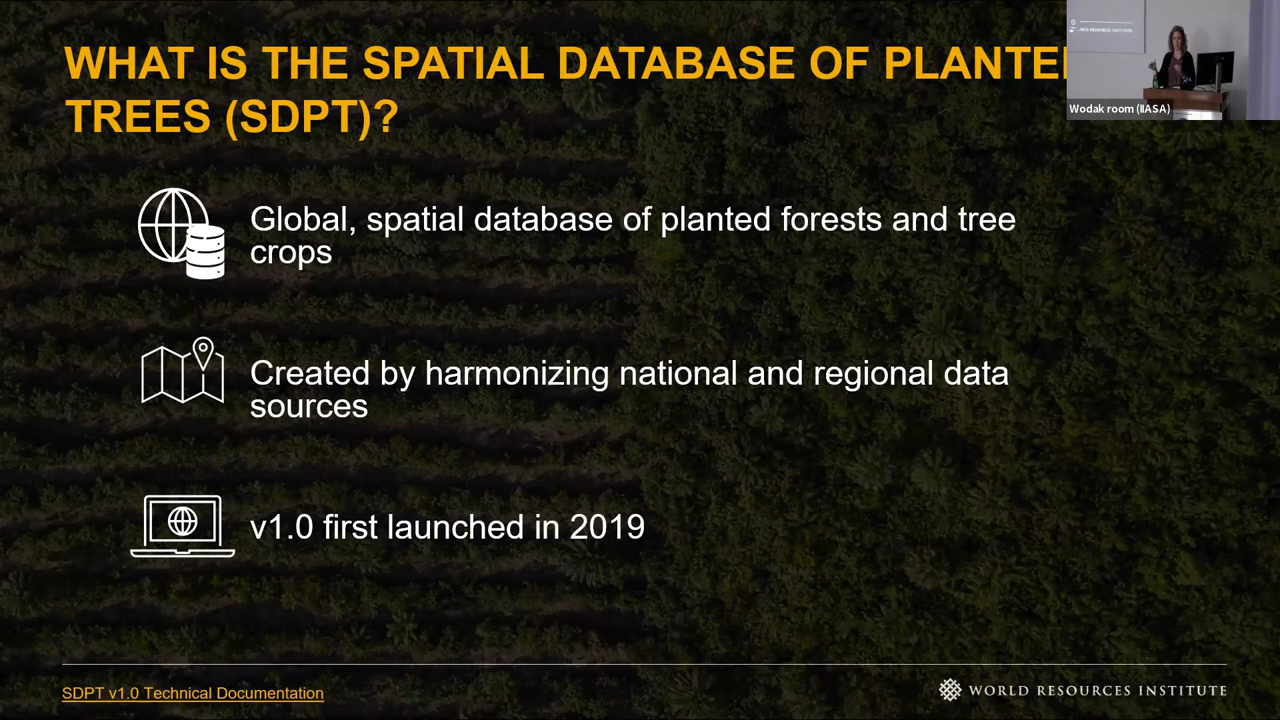 WHAT IS THE SPATIAL DATABASE OF PLANTE
TREES (SDPT)?
Wodak room (IIASA)
Global, spatial database of planted forests and tree
crops
Created by harmonizing national and regional data
sources
v1.0 first launched in 2019
SDPT v1.0 Technical Documentation
WORLD RESOURCES INSTITUTE